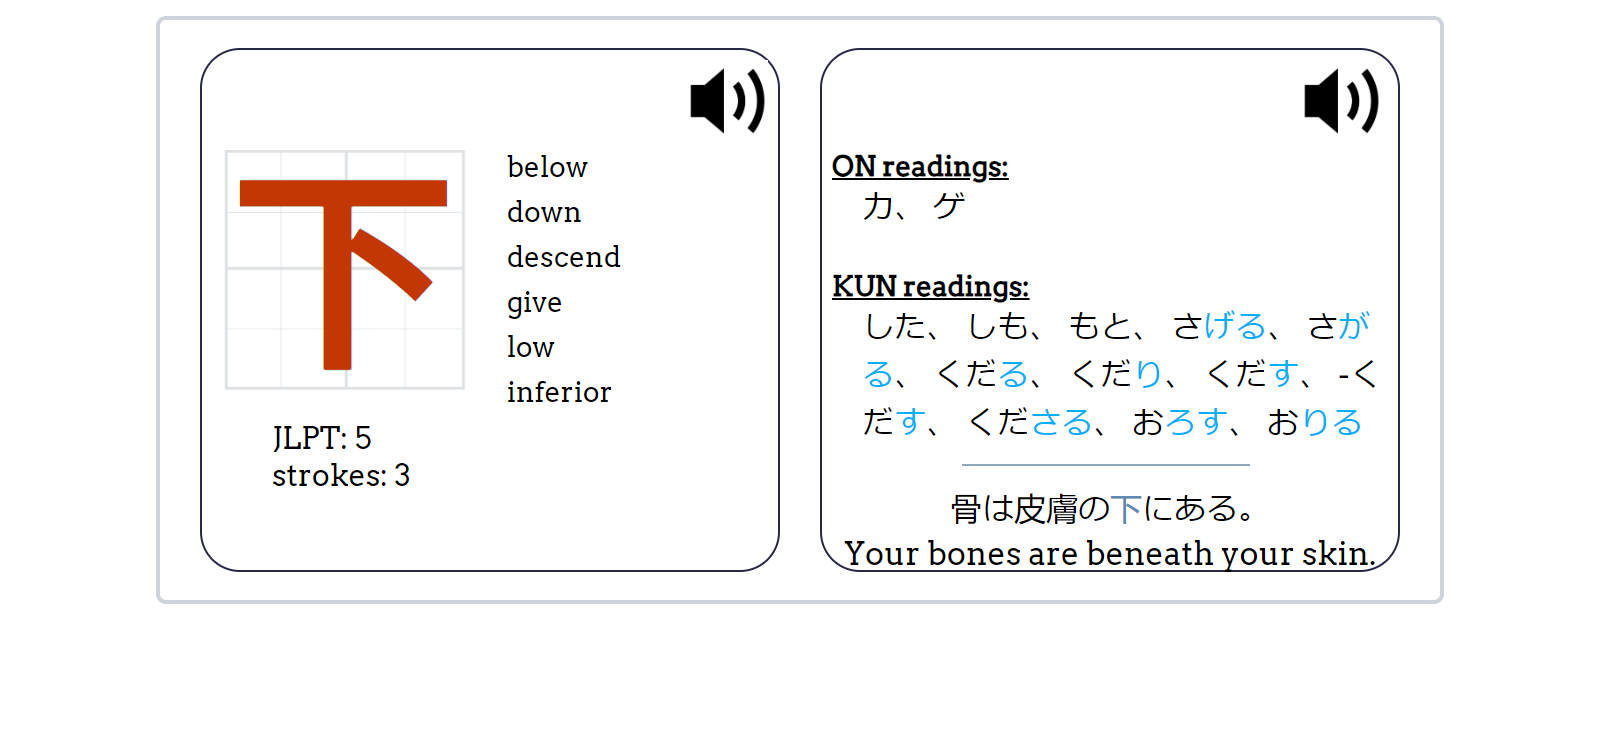 下
below
down
descend
give
low
inferior
JLPT: 5
strokes: 3
ON readings:
カ、 ゲ
KUN readings:
した、 しも、 もと、 さげる、 さが
る、 くだる、 くだり、 くだす、 -く
だす、 くださる、 おろす、 おりる
骨は皮膚の下にある。
Your bones are beneath your skin.